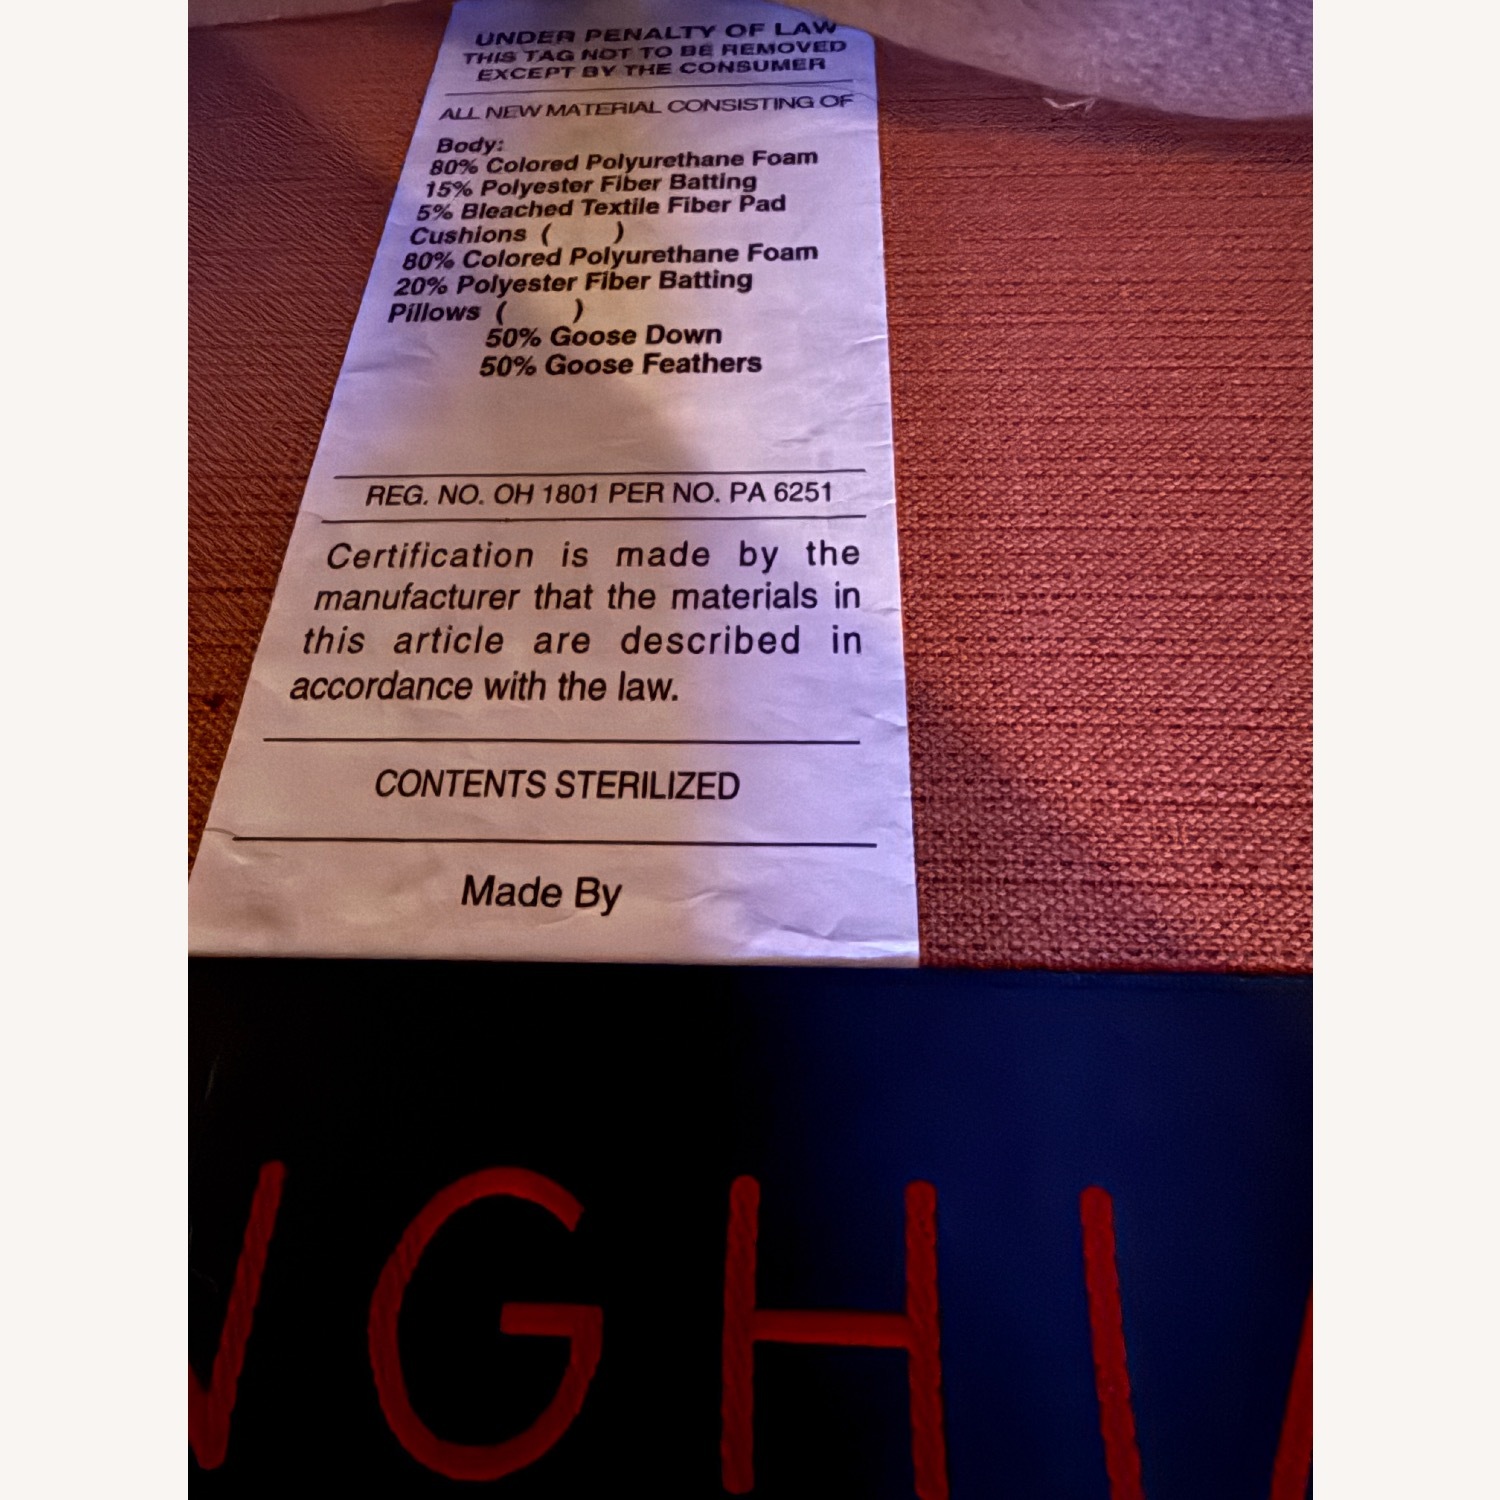 UNDER PENALTY OF LAW
THIS TAG NOT TO BE REMOVED
EXCEPT BY THE CONSUMER
ALL NEW MATERIAL CONSISTING OF
Body:
80% Colored Polyurethane Foam
15% Polyester Fiber Batting
5% Bleached Textile Fiber Pad
Cushions (        )
80% Colored Polyurethane Foam
20% Polyester Fiber Batting
Pillows (        )
50% Goose Down
50% Goose Feathers
REG. NO. OH 1801 PER NO. PA 6251
Certification is made by the
manufacturer that the materials in
this article are described in
accordance with the law.
CONTENTS STERILIZED
Made By
GH